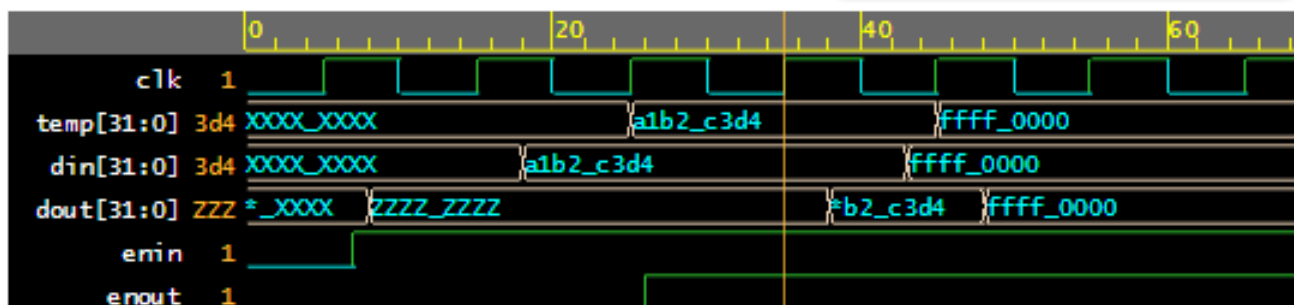 0 20 40 60
clk 1
temp[31:0] 3d4 XXXX_XXXX a1b2_c3d4 ffff_0000
din[31:0] 3d4 XXXX_XXXX a1b2_c3d4 ffff_0000
dout[31:0] ZZZ *_XXXX ZZZZ_ZZZZ *b2_c3d4 ffff_0000
enin 1
enout 1